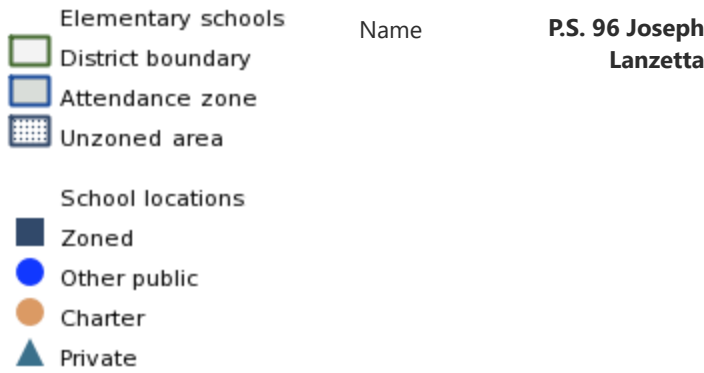 Elementary schools
District boundary
Attendance zone
Unzoned area
School locations
Zoned
Other public
Charter
Private
Name
P.S. 96 Joseph
Lanzetta